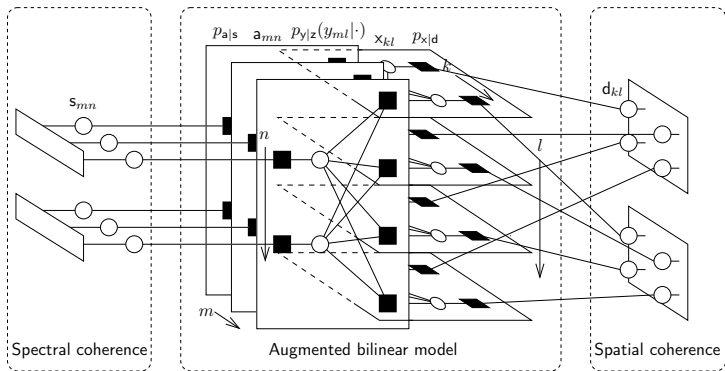 p_{a|s} a_{mn} p_{y|z}(y_{ml}|·) x_{kl} p_{x|d}
k
s_{mn} d_{kl}
n l
m
Spectral coherence Augmented bilinear model Spatial coherence